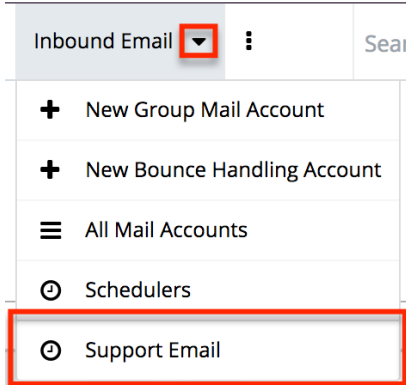 Inbound Email
Sear
New Group Mail Account
New Bounce Handling Account
All Mail Accounts
Schedulers
Support Email